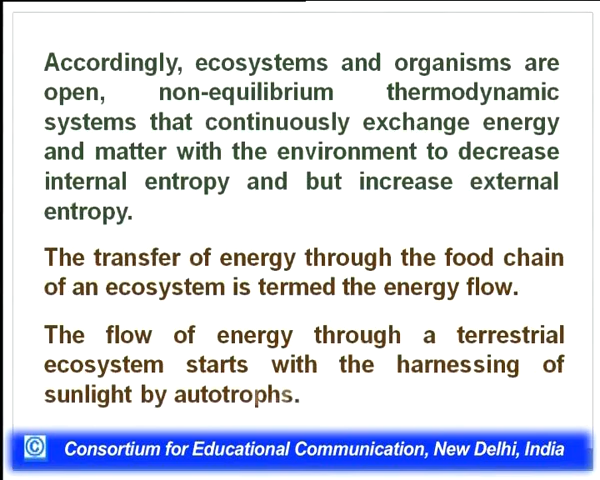 Accordingly, ecosystems and organisms are
open, non-equilibrium thermodynamic
systems that continuously exchange energy
and matter with the environment to decrease
internal entropy and but increase external
entropy.
The transfer of energy through the food chain
of an ecosystem is termed the energy flow.
The flow of energy through a terrestrial
ecosystem starts with the harnessing of
sunlight by autotrophs.
© Consortium for Educational Communication, New Delhi, India